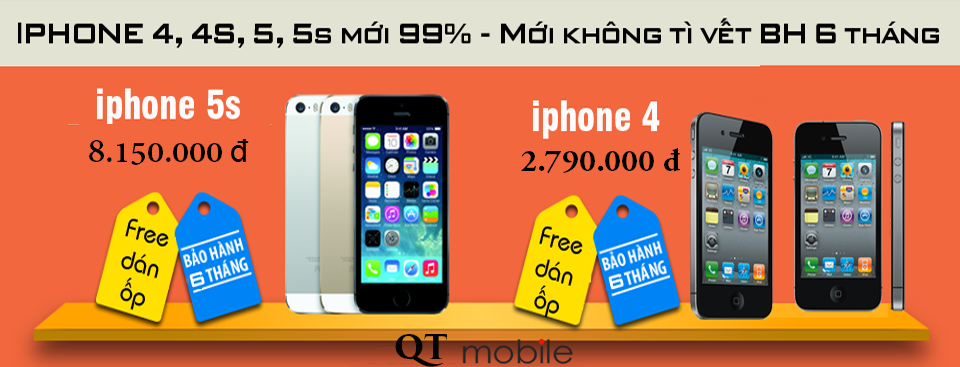 IPHONE 4, 4S, 5, 5S MỚI 99% - MỚI KHÔNG TÌ VẾT BH 6 THÁNG
iphone 5s
8.150.000 đ
Free
dán
ốp
BẢO HÀNH
6 THÁNG
iphone 4
2.790.000 đ
Free
dán
ốp
BẢO HÀNH
6 THÁNG
QT mobile